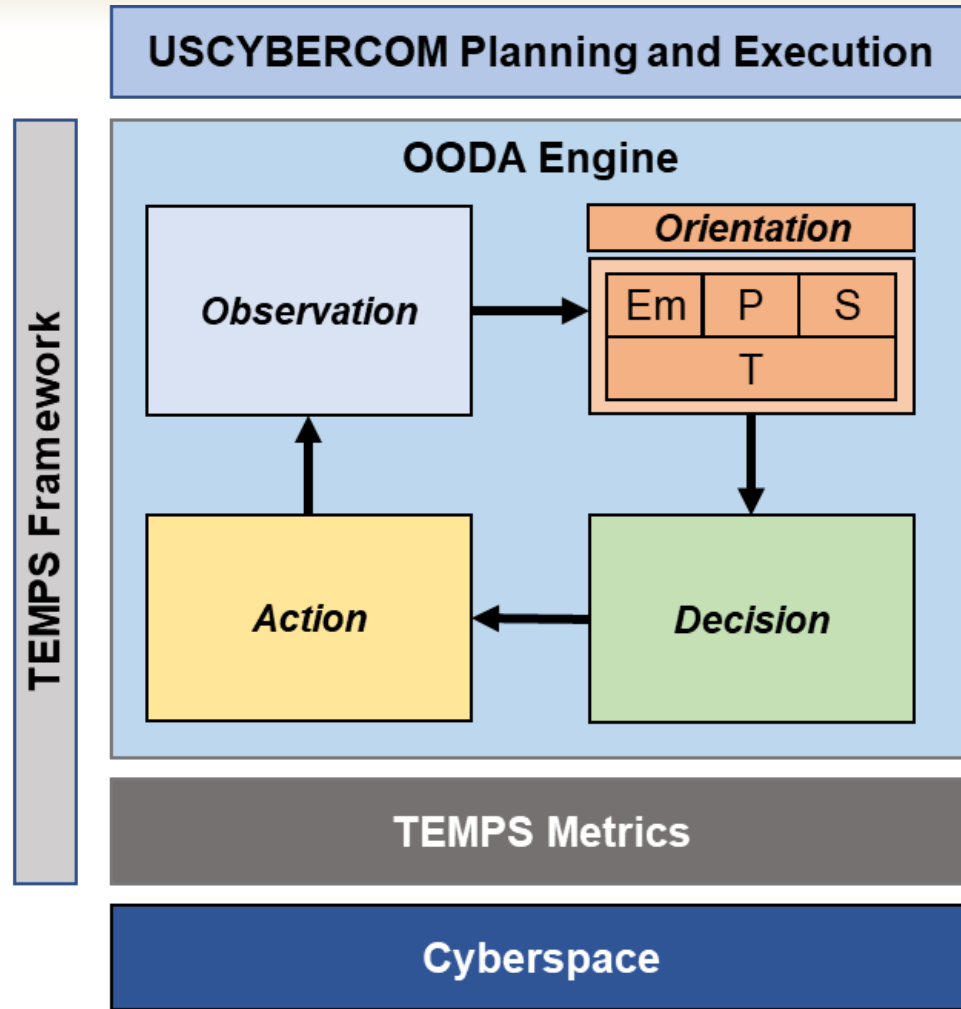 USCYBERCOM Planning and Execution
TEMPS Framework
OODA Engine
Observation
Orientation
Em P S
T
Action
Decision
TEMPS Metrics
Cyberspace